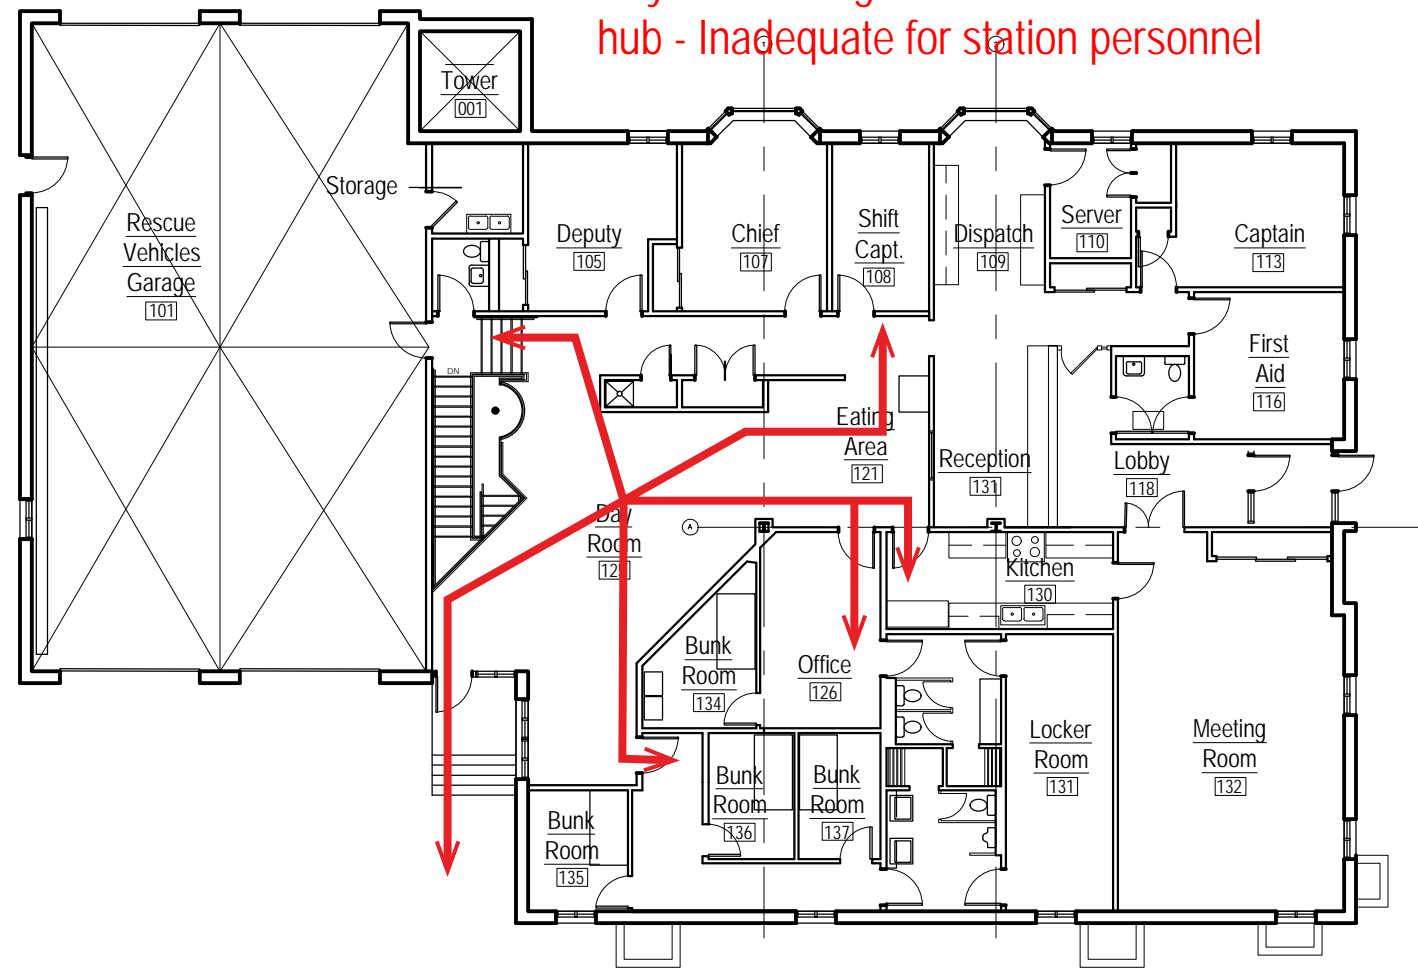 hub - Inadequate for station personnel
Tower
001
Storage
Rescue
Vehicles
Garage
101
Deputy
105
Chief
107
Shift
Capt.
108
Dispatch
109
Server
110
Captain
113
First
Aid
116
DN
Eating
Area
121
Reception
131
Lobby
118
A
Day
Room
125
Kitchen
130
Bunk
Room
134
Office
126
Locker
Room
131
Meeting
Room
132
Bunk
Room
136
Bunk
Room
137
Bunk
Room
135